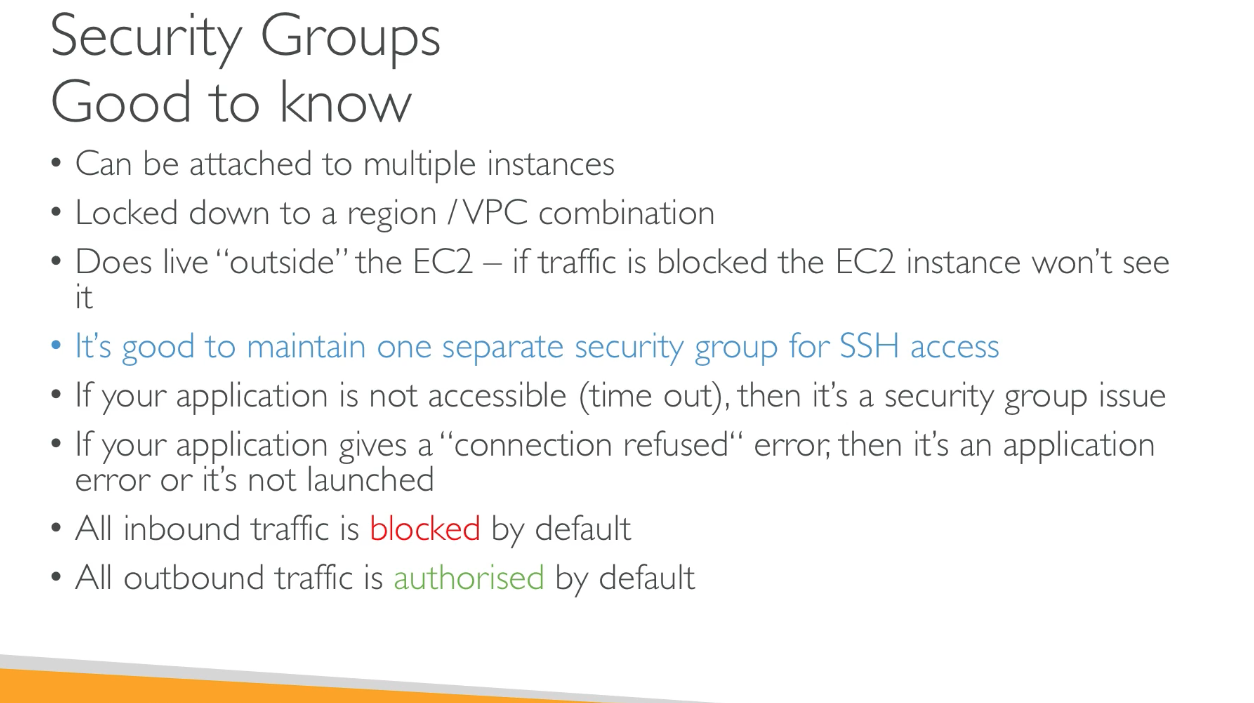 Security Groups
Good to know
• Can be attached to multiple instances
• Locked down to a region / VPC combination
• Does live “outside” the EC2 – if traffic is blocked the EC2 instance won’t see
it
• It’s good to maintain one separate security group for SSH access
• If your application is not accessible (time out), then it’s a security group issue
• If your application gives a “connection refused“ error, then it’s an application
error or it’s not launched
• All inbound traffic is blocked by default
• All outbound traffic is authorised by default